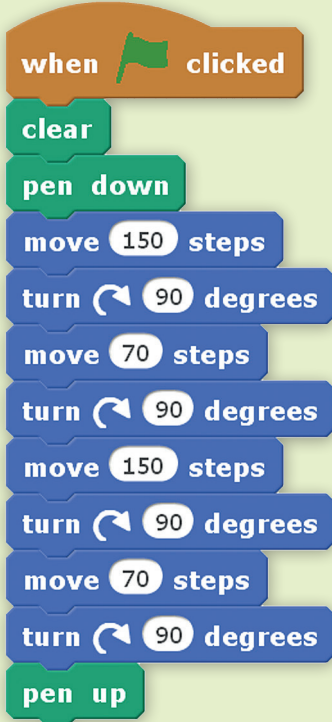 when clicked
clear
pen down
move 150 steps
turn 90 degrees
move 70 steps
turn 90 degrees
move 150 steps
turn 90 degrees
move 70 steps
turn 90 degrees
pen up